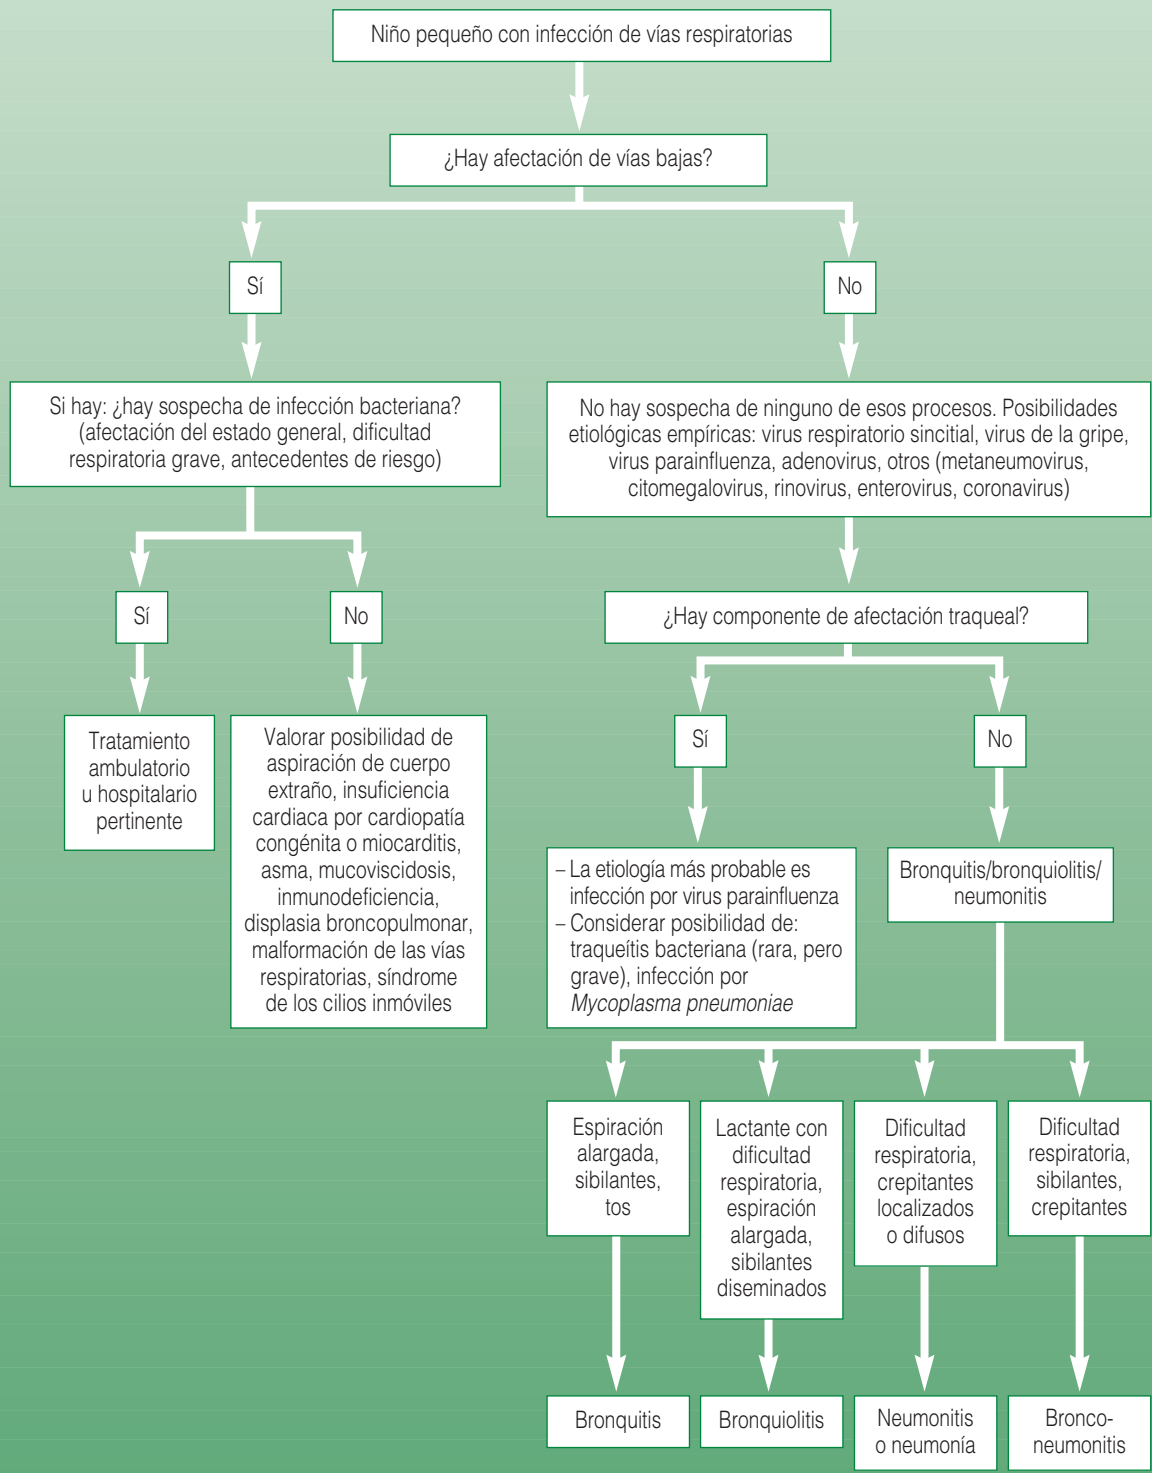 Niño pequeño con infección de vías respiratorias
¿Hay afectación de vías bajas?
Sí
No
Si hay: ¿hay sospecha de infección bacteriana?
(afectación del estado general, dificultad
respiratoria grave, antecedentes de riesgo)
No hay sospecha de ninguno de esos procesos. Posibilidades
etiológicas empíricas: virus respiratorio sincitial, virus de la gripe,
virus parainfluenza, adenovirus, otros (metaneumovirus,
citomegalovirus, rinovirus, enterovirus, coronavirus)
Sí
No
¿Hay componente de afectación traqueal?
Tratamiento
ambulatorio
u hospitalario
pertinente
Valorar posibilidad de
aspiración de cuerpo
extraño, insuficiencia
cardiaca por cardiopatía
congénita o miocarditis,
asma, mucoviscidosis,
inmunodeficiencia,
displasia broncopulmonar,
malformación de las vías
respiratorias, síndrome
de los cilios inmóviles
Sí
No
– La etiología más probable es
infección por virus parainfluenza
– Considerar posibilidad de:
traqueítis bacteriana (rara, pero
grave), infección por
Mycoplasma pneumoniae
Bronquitis/bronquiolitis/
neumonitis
Espiración
alargada,
sibilantes,
tos
Lactante con
dificultad
respiratoria,
espiración
alargada,
sibilantes
diseminados
Dificultad
respiratoria,
crepitantes
localizados
o difusos
Dificultad
respiratoria,
sibilantes,
crepitantes
Bronquitis
Bronquiolitis
Neumonitis
o neumonía
Bronco-
neumonitis